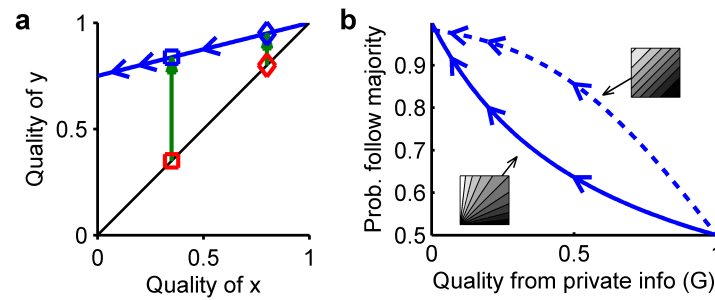 a
1
0.5
0
0
0.5
1
Quality of y
Quality of x
b
0.9
0.8
0.7
0.6
0.5
0
0.5
1
Prob. follow majority
Quality from private info (G)